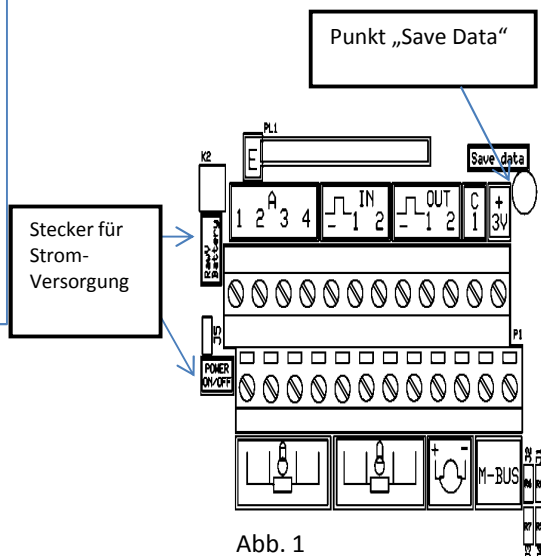 Punkt „Save Data“
PL1
E
Save data
K2
A
1 2 3 4
IN
1 2
OUT
1 2
C
1
+
3V
Stecker für
Strom-
Versorgung
Battery
J5
P1
POWER
ON/OFF
+ -
M-BUS
J2
Abb. 1